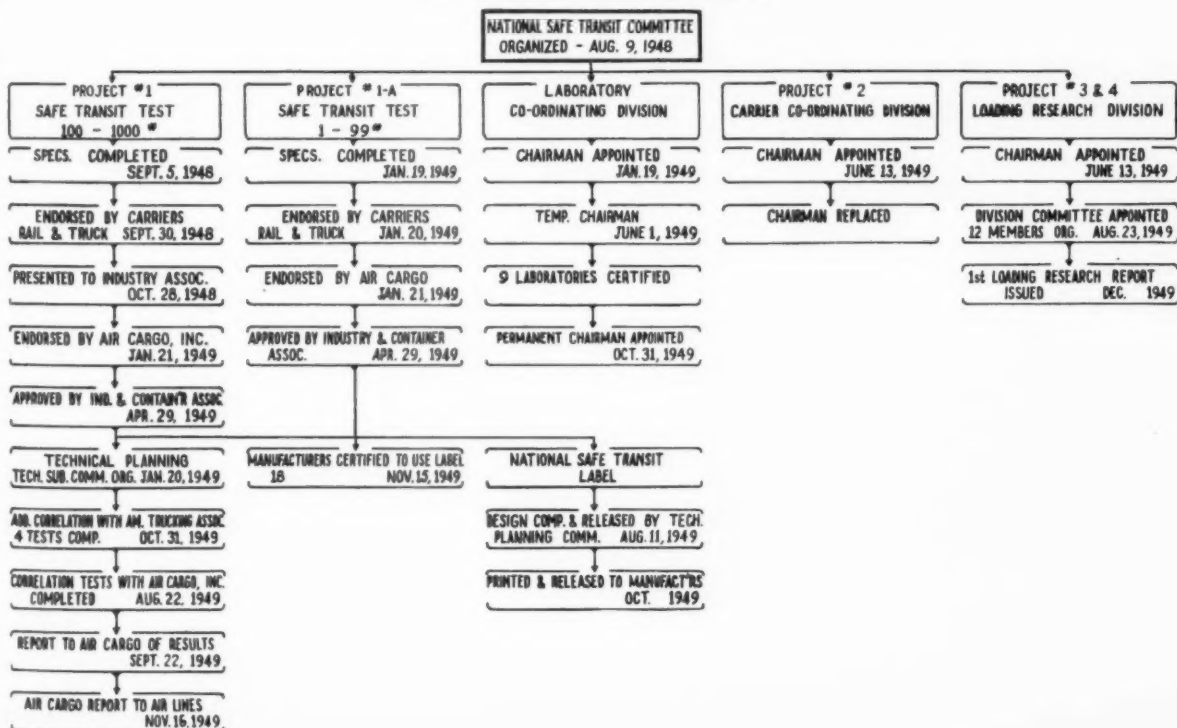 NATIONAL SAFE TRANSIT COMMITTEE
ORGANIZED - AUG. 9, 1948
PROJECT #1
SAFE TRANSIT TEST
100 - 1000 #
SPECS. COMPLETED
SEPT. 5, 1948
ENDORSED BY CARRIERS
RAIL & TRUCK SEPT. 30, 1948
PRESENTED TO INDUSTRY ASSOC.
OCT. 28, 1948
ENDORSED BY AIR CARGO, INC.
JAN. 21, 1949
APPROVED BY IND. & CONTAIN'R ASSOC.
APR. 29, 1949
TECHNICAL PLANNING
TECH. SUB. COMM. ORG. JAN. 20, 1949
ADD. CORRELATION WITH AM. TRUCKING ASSOC.
4 TESTS COMP. OCT. 31, 1949
CORRELATION TESTS WITH AIR CARGO, INC.
COMPLETED AUG. 22, 1949
REPORT TO AIR CARGO OF RESULTS
SEPT. 22, 1949
AIR CARGO REPORT TO AIR LINES
NOV. 16, 1949
PROJECT #1-A
SAFE TRANSIT TEST
1 - 99 #
SPECS. COMPLETED
JAN. 19, 1949
ENDORSED BY CARRIERS
RAIL & TRUCK JAN. 20, 1949
ENDORSED BY AIR CARGO
JAN. 21, 1949
APPROVED BY INDUSTRY & CONTAINER
ASSOC. APR. 29, 1949
MANUFACTURERS CERTIFIED TO USE LABEL
18 NOV. 15, 1949
LABORATORY
CO-ORDINATING DIVISION
CHAIRMAN APPOINTED
JAN. 19, 1949
TEMP. CHAIRMAN
JUNE 1, 1949
9 LABORATORIES CERTIFIED
PERMANENT CHAIRMAN APPOINTED
OCT. 31, 1949
NATIONAL SAFE TRANSIT
LABEL
DESIGN COMP. & RELEASED BY TECH.
PLANNING COMM. AUG. 11, 1949
PRINTED & RELEASED TO MANUFACT'RS
OCT. 1949
PROJECT #2
CARRIER CO-ORDINATING DIVISION
CHAIRMAN APPOINTED
JUNE 13, 1949
CHAIRMAN REPLACED
PROJECT #3 & 4
LOADING RESEARCH DIVISION
CHAIRMAN APPOINTED
JUNE 13, 1949
DIVISION COMMITTEE APPOINTED
12 MEMBERS ORG. AUG. 23, 1949
1st LOADING RESEARCH REPORT
ISSUED DEC. 1949